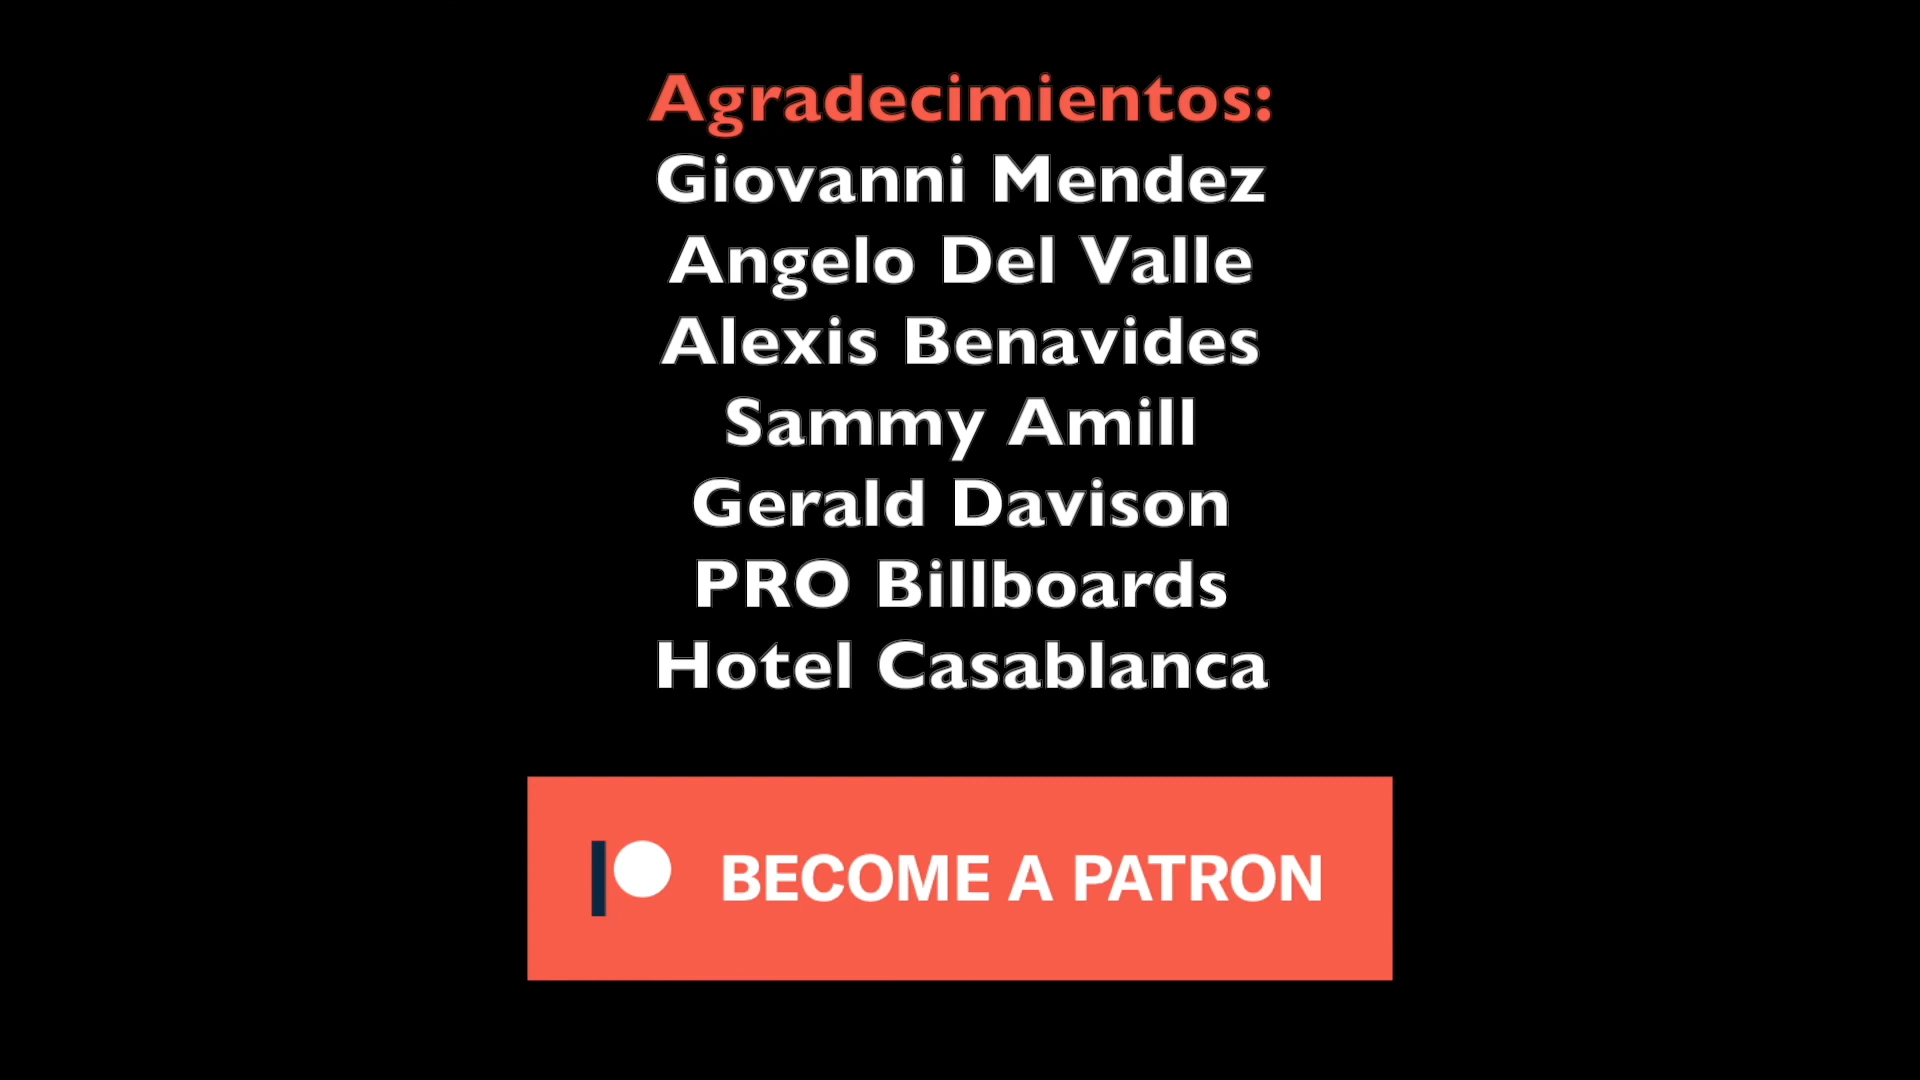 Agradecimientos:
Giovanni Mendez
Angelo Del Valle
Alexis Benavides
Sammy Amill
Gerald Davison
PRO Billboards
Hotel Casablanca
BECOME A PATRON